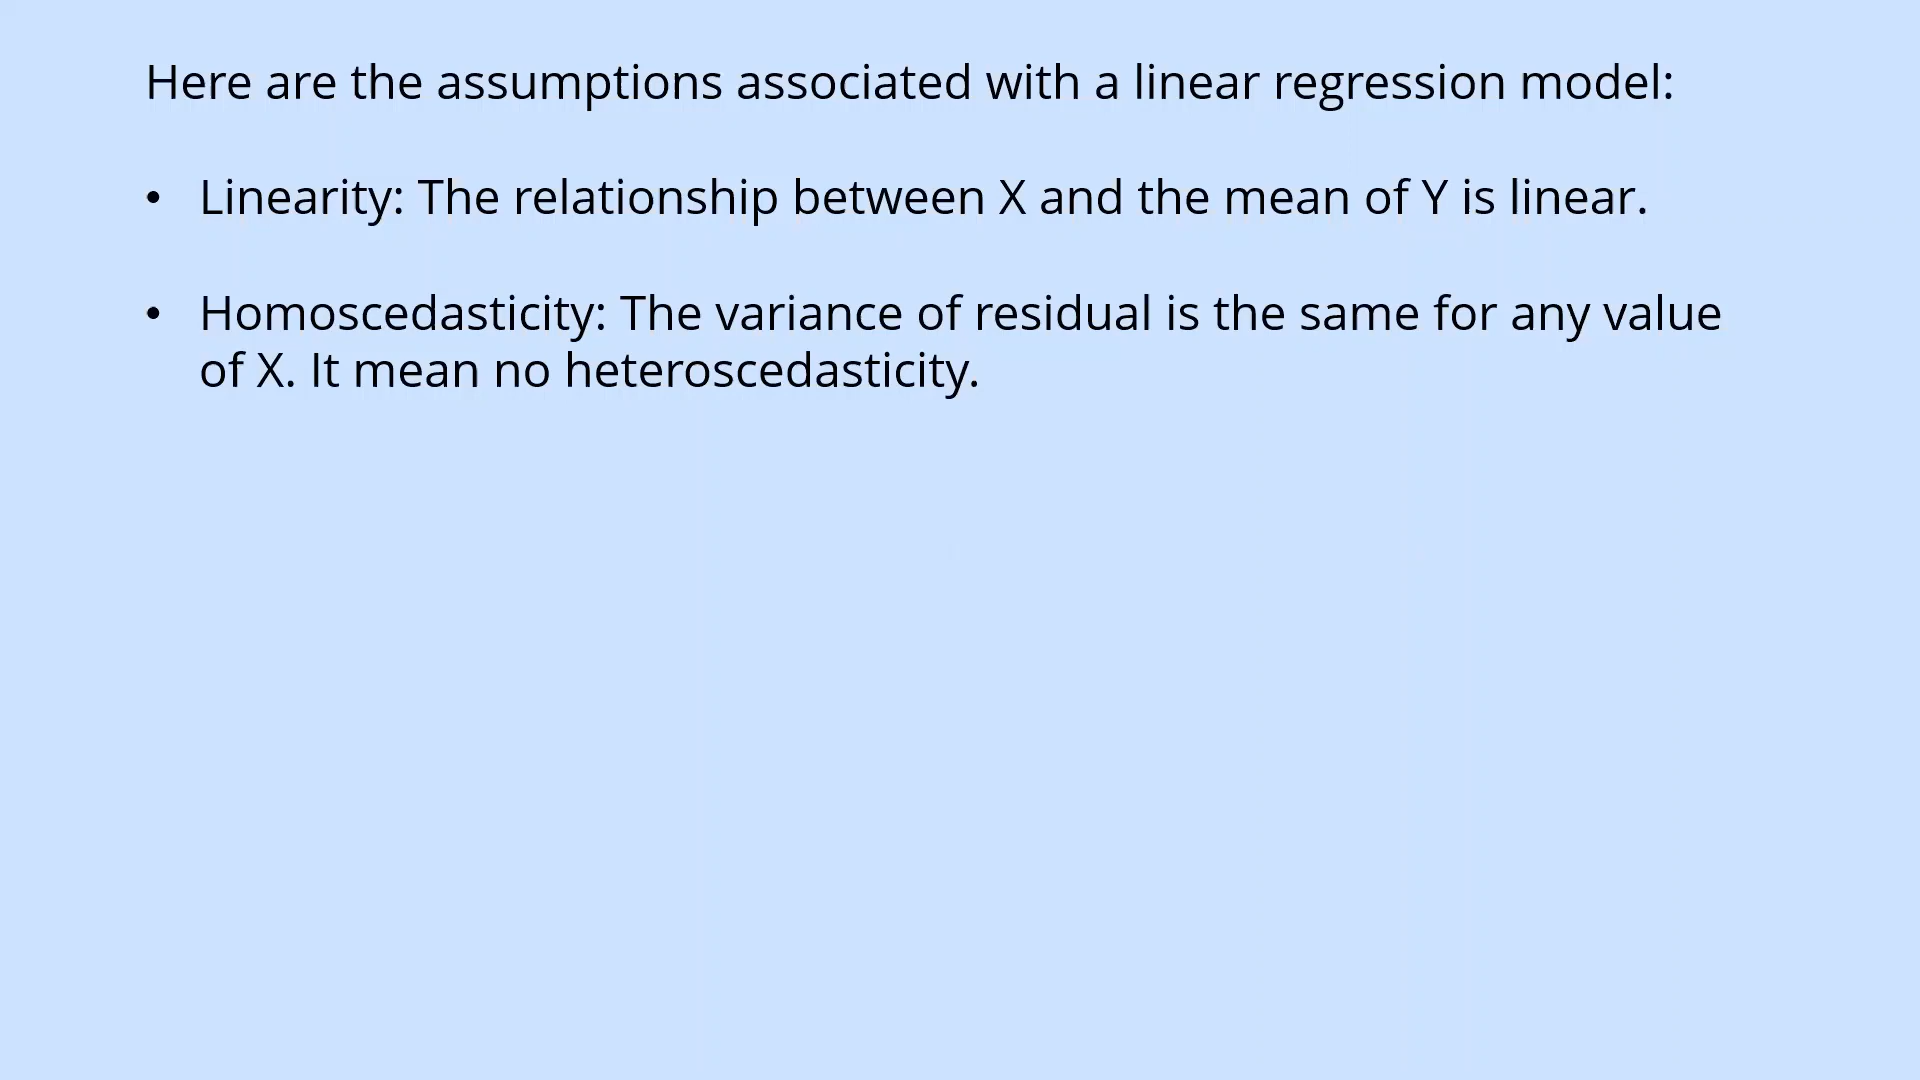 Here are the assumptions associated with a linear regression model:
• Linearity: The relationship between X and the mean of Y is linear.
• Homoscedasticity: The variance of residual is the same for any value
of X. It mean no heteroscedasticity.